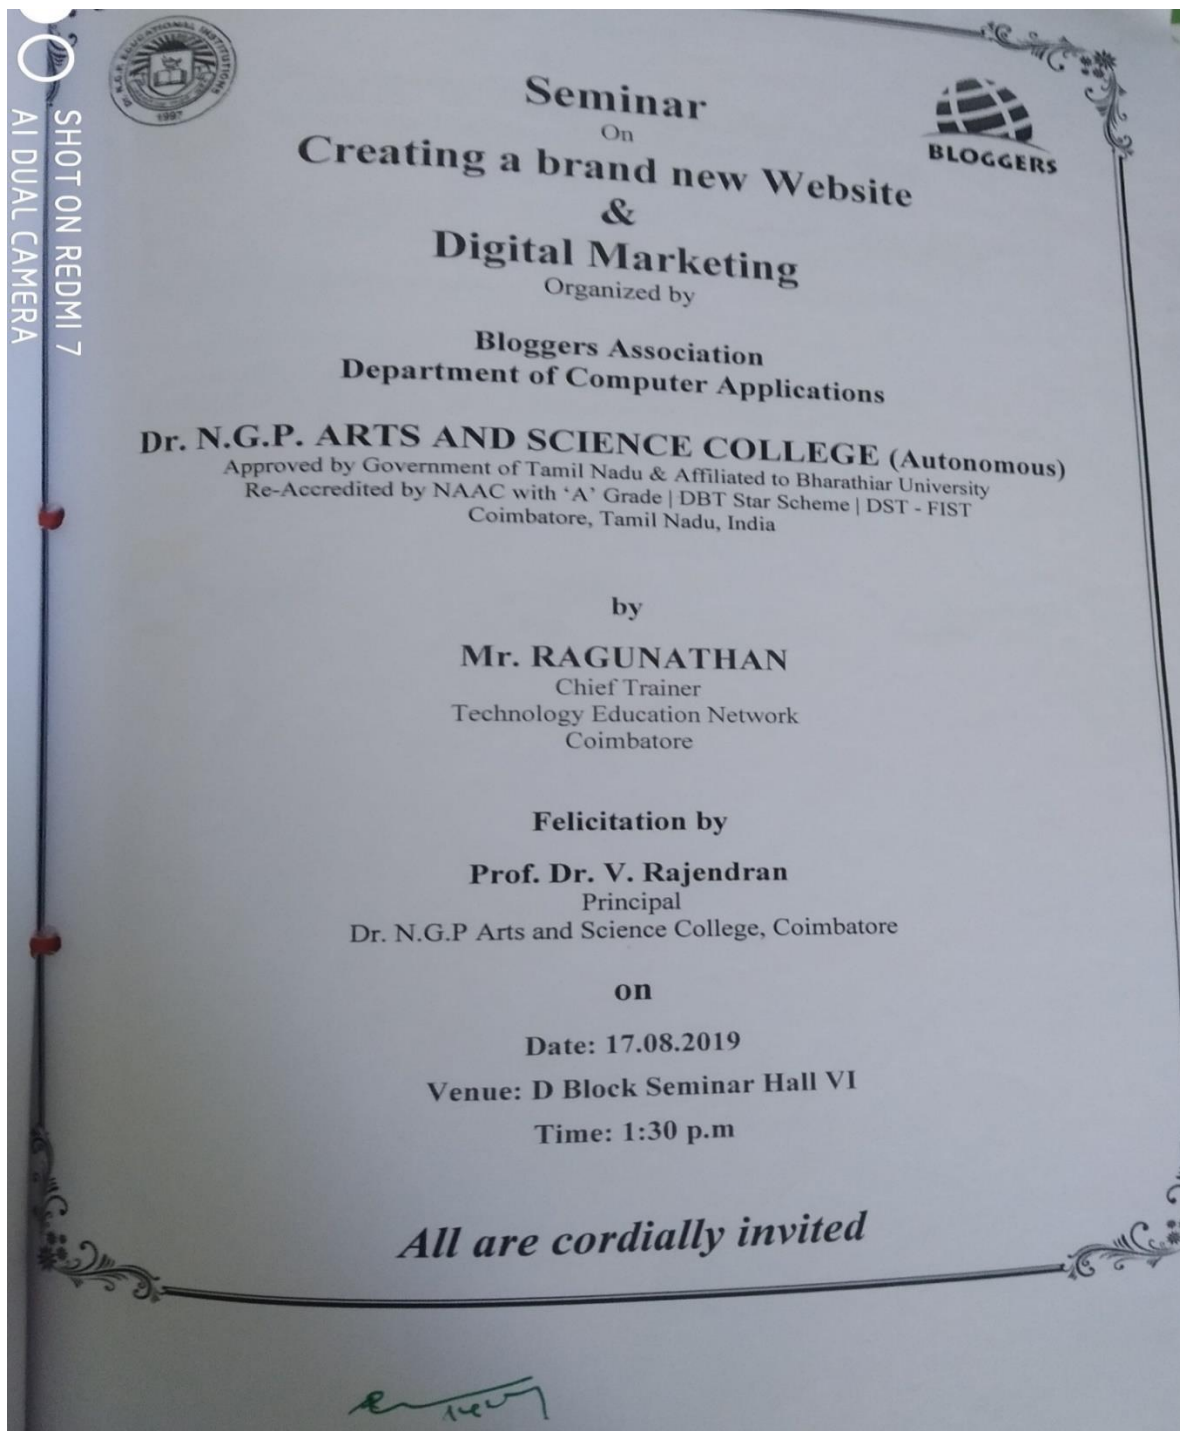 Dr. N.G.P. EDUCATIONAL INSTITUTIONS
1997
BLOGGERS
Seminar
On
Creating a brand new Website
&
Digital Marketing
Organized by
Bloggers Association
Department of Computer Applications
Dr. N.G.P. ARTS AND SCIENCE COLLEGE (Autonomous)
Approved by Government of Tamil Nadu & Affiliated to Bharathiar University
Re-Accredited by NAAC with ‘A’ Grade | DBT Star Scheme | DST - FIST
Coimbatore, Tamil Nadu, India
by
Mr. RAGUNATHAN
Chief Trainer
Technology Education Network
Coimbatore
Felicitation by
Prof. Dr. V. Rajendran
Principal
Dr. N.G.P Arts and Science College, Coimbatore
on
Date: 17.08.2019
Venue: D Block Seminar Hall VI
Time: 1:30 p.m
All are cordially invited
SHOT ON REDMI 7
AI DUAL CAMERA